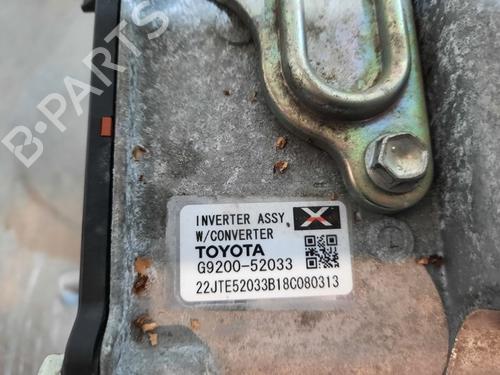 B-PARTS
INVERTER ASSY
W/CONVERTER
TOYOTA
G9200-52033
22JTE52033B18C080313